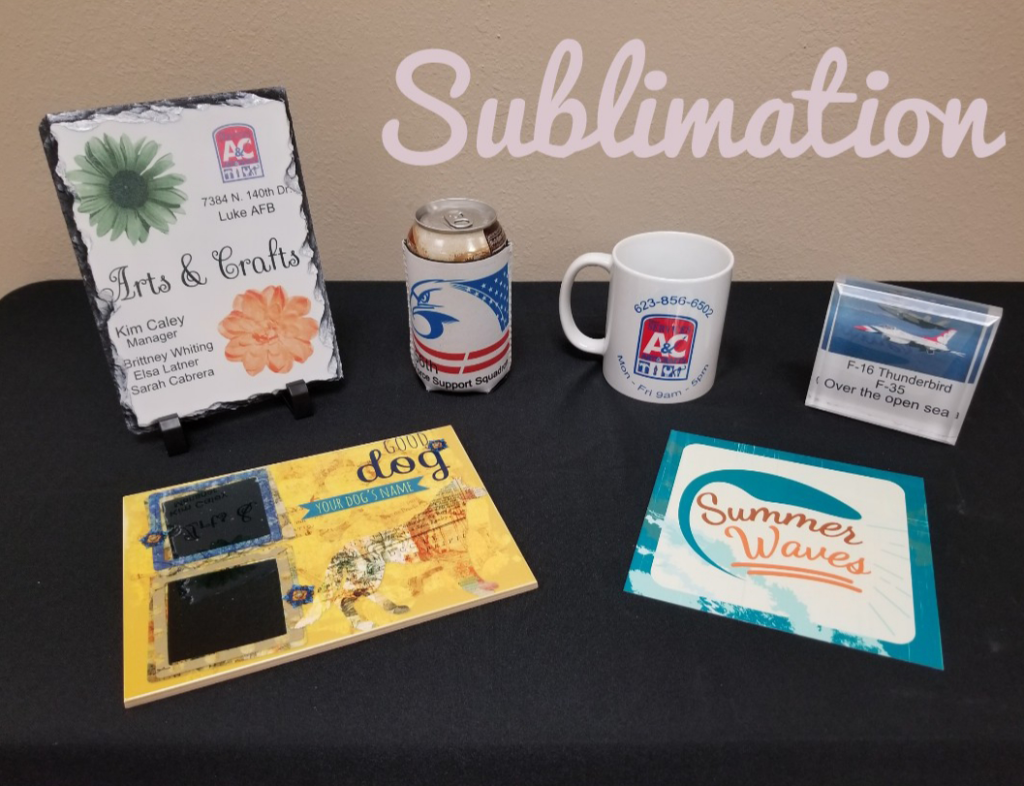 Sublimation
A&C
7384 N. 140th Dr.
Luke AFB
Arts & Crafts
Kim Caley
Manager
Brittney Whiting
Elsa Latner
Sarah Cabrera
Support Squadron
623-856-6502
A&C
Mon - Fri 9am - 5pm
F-16 Thunderbird
F-35
Over the open sea
GOOD
dog
YOUR DOG'S NAME
Summer
Waves